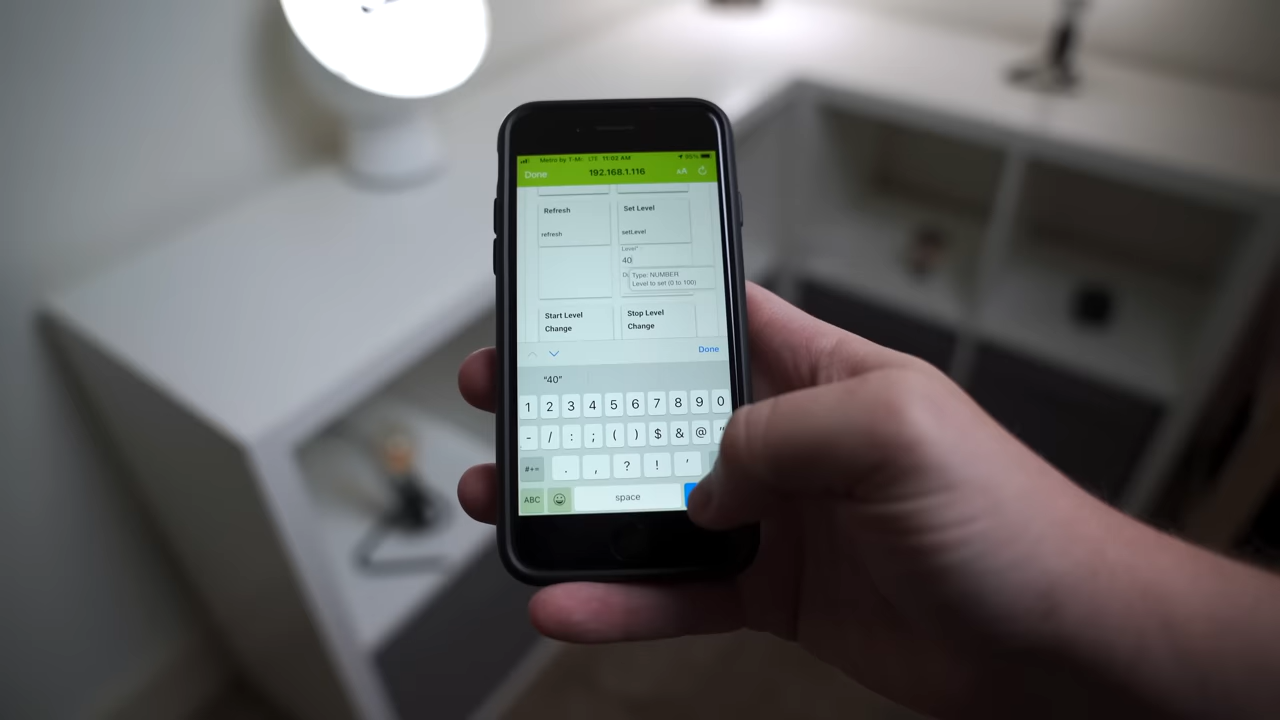 Metro by T-Mo LTE 11:02 AM 95%
Done 192.168.1.116 AA
Refresh Set Level
refresh setLevel
Level*
40
Type: NUMBER
Level to set (0 to 100)
Start Level Change
Stop Level Change
Done
"40"
1 2 3 4 5 6 7 8 9 0
- / : ; ( ) $ & @ "
#+= . , ? ! '
ABC space